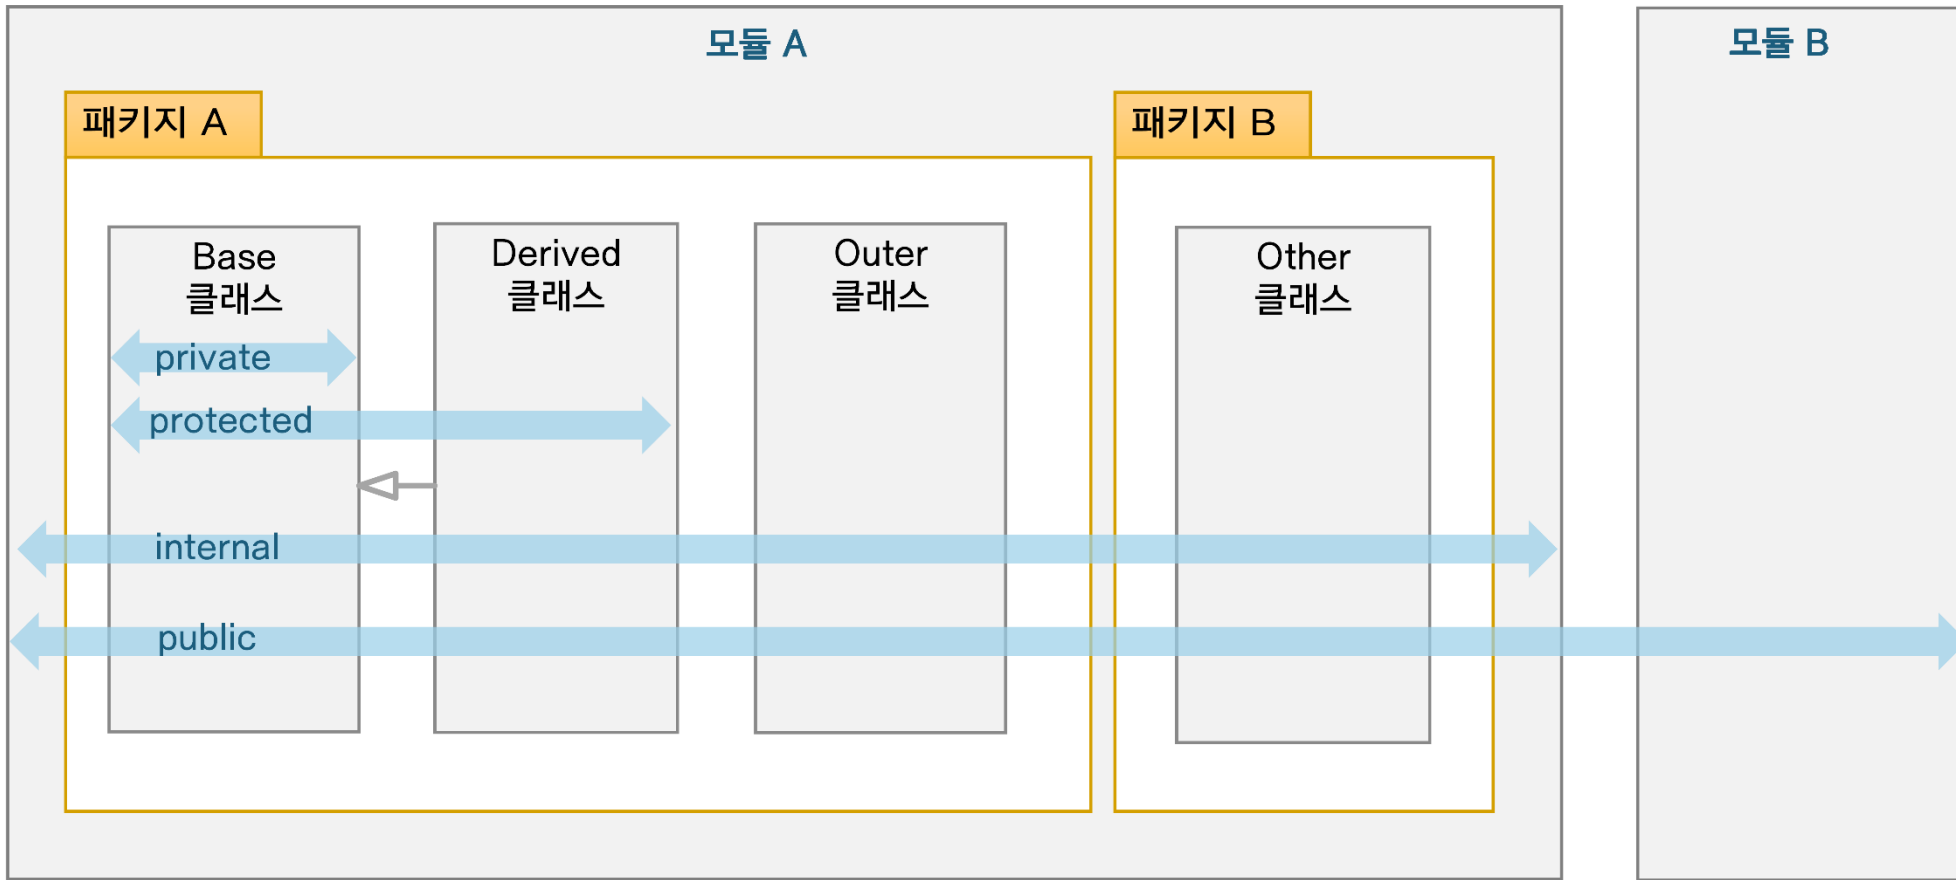 모듈 A
모듈 B
패키지 A
패키지 B
Base
클래스
Derived
클래스
Outer
클래스
Other
클래스
private
protected
internal
public